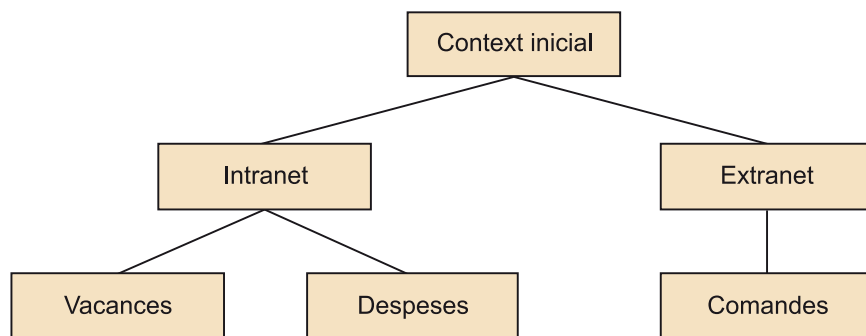 Context inicial
Intranet
Extranet
Vacances
Despeses
Comandes